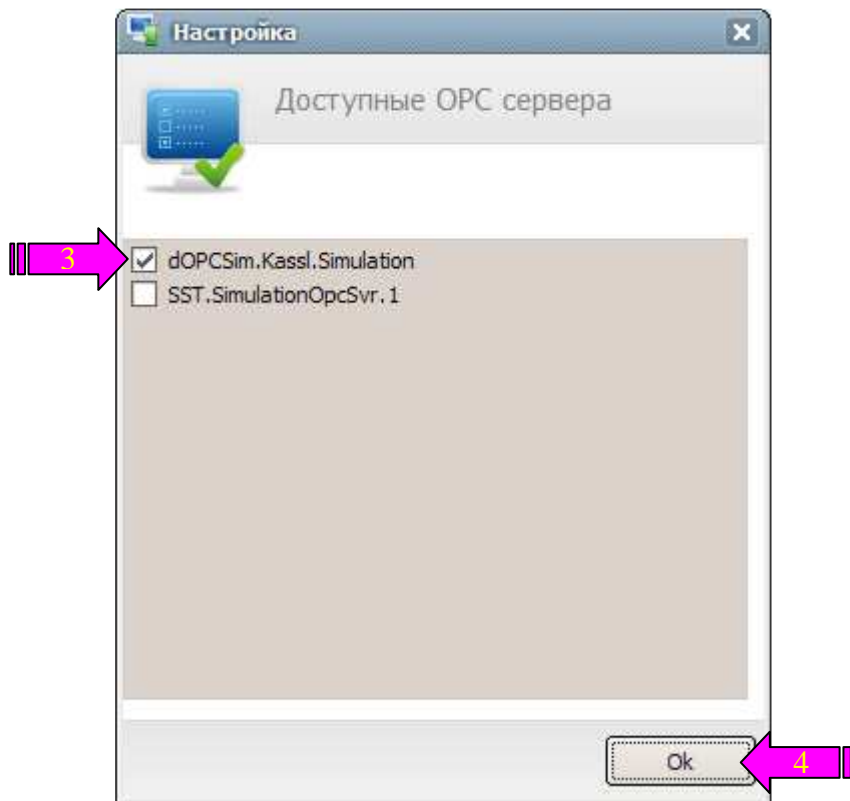 Настройка
Доступные OPC сервера
3
dOPCSim.Kassl.Simulation
SST.SimulationOpcSvr.1
Ok
4